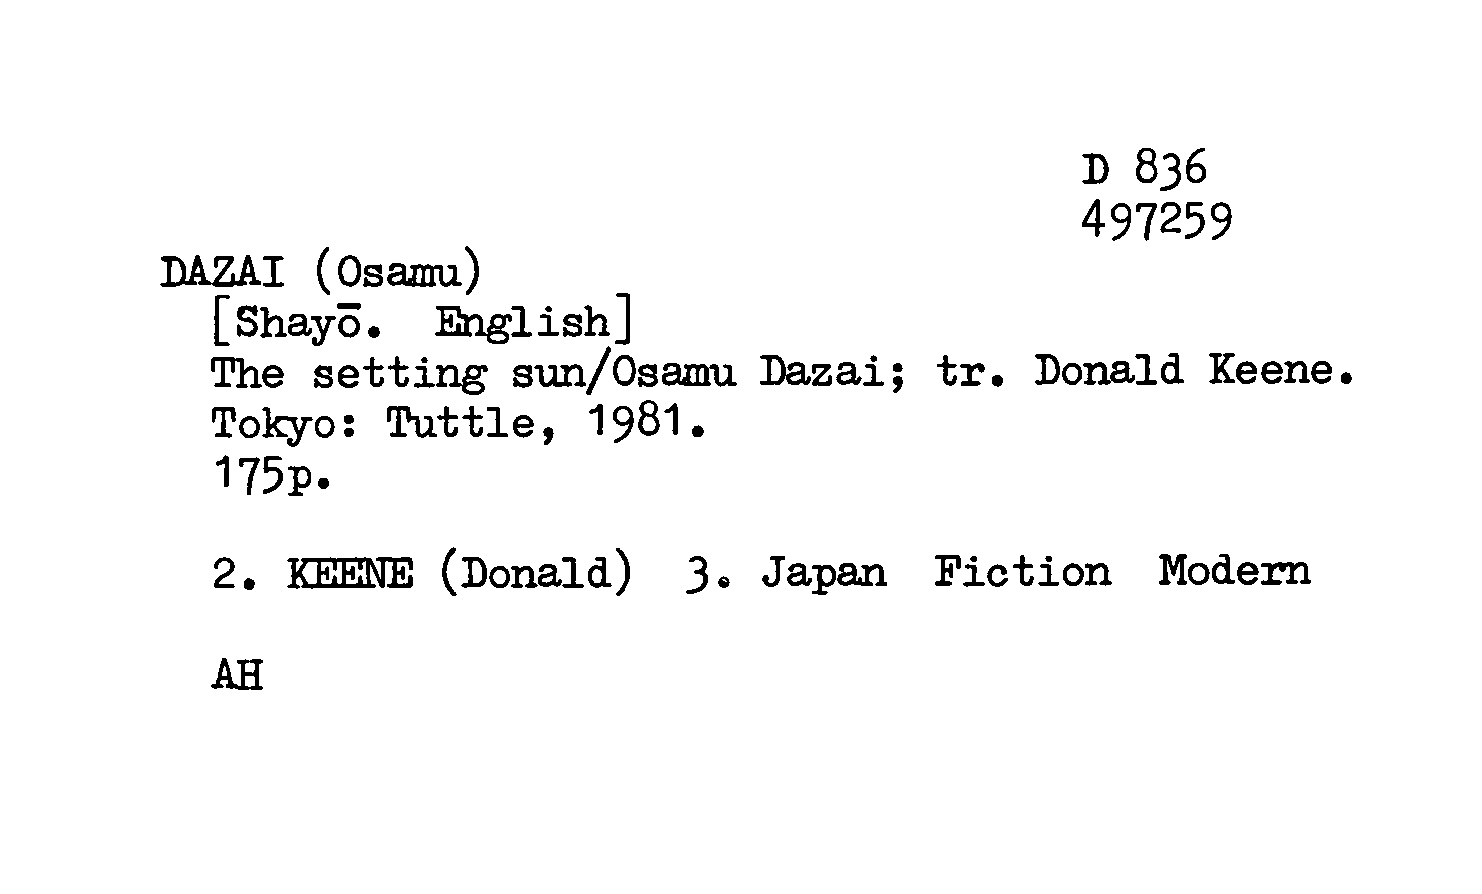 D 836
497259
DAZAI (Osamu)
[Shayō. English]
The setting sun/Osamu Dazai; tr. Donald Keene.
Tokyo: Tuttle, 1981.
175p.
2. KEENE (Donald) 3. Japan Fiction Modern
AH